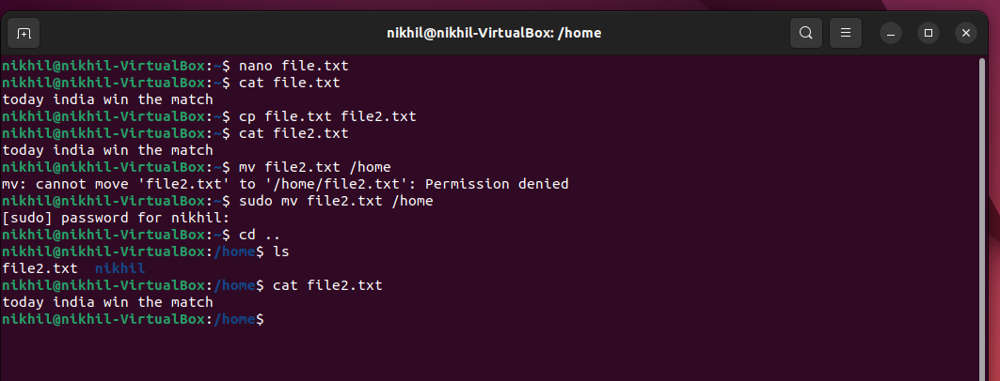 nikhil@nikhil-VirtualBox: /home
nikhil@nikhil-VirtualBox:~$ nano file.txt
nikhil@nikhil-VirtualBox:~$ cat file.txt
today india win the match
nikhil@nikhil-VirtualBox:~$ cp file.txt file2.txt
nikhil@nikhil-VirtualBox:~$ cat file2.txt
today india win the match
nikhil@nikhil-VirtualBox:~$ mv file2.txt /home
mv: cannot move 'file2.txt' to '/home/file2.txt': Permission denied
nikhil@nikhil-VirtualBox:~$ sudo mv file2.txt /home
[sudo] password for nikhil:
nikhil@nikhil-VirtualBox:~$ cd ..
nikhil@nikhil-VirtualBox:/home$ ls
file2.txt  nikhil
nikhil@nikhil-VirtualBox:/home$ cat file2.txt
today india win the match
nikhil@nikhil-VirtualBox:/home$